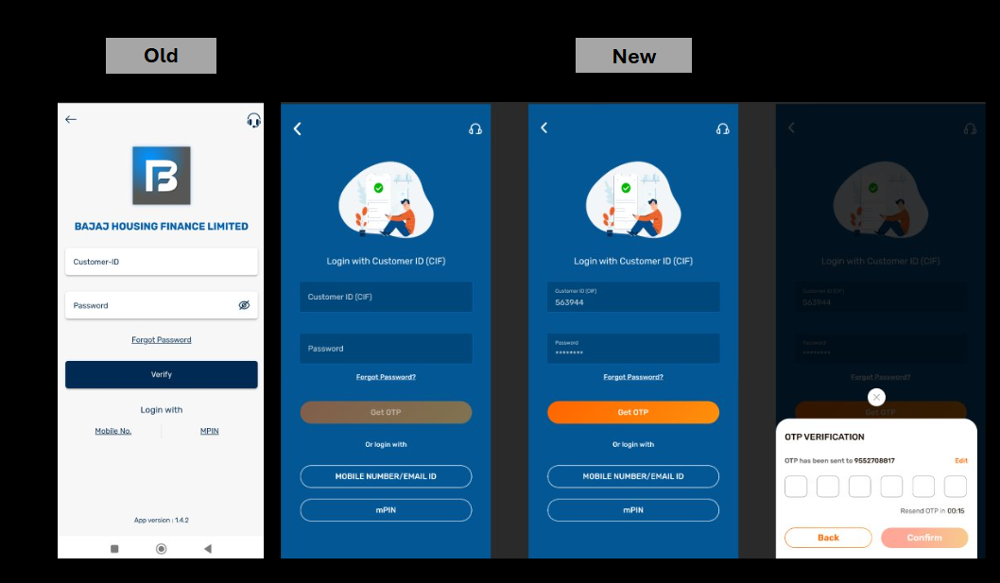 Old
New
BAJAJ HOUSING FINANCE LIMITED
Customer-ID
Password
Forgot Password
Verify
Login with
Mobile No.
MPIN
App version : 1.4.2
Login with Customer ID (CIF)
Customer ID (CIF)
Password
Forgot Password?
Get OTP
Or login with
MOBILE NUMBER/EMAIL ID
mPIN
Login with Customer ID (CIF)
Customer ID (CIF)
563944
Password
********
Forgot Password?
Get OTP
Or login with
MOBILE NUMBER/EMAIL ID
mPIN
Login with Customer ID (CIF)
Customer ID (CIF)
563944
Password
********
Forgot Password?
Get OTP
OTP VERIFICATION
OTP has been sent to 9552708817
Edit
Resend OTP in 00:15
Back
Confirm